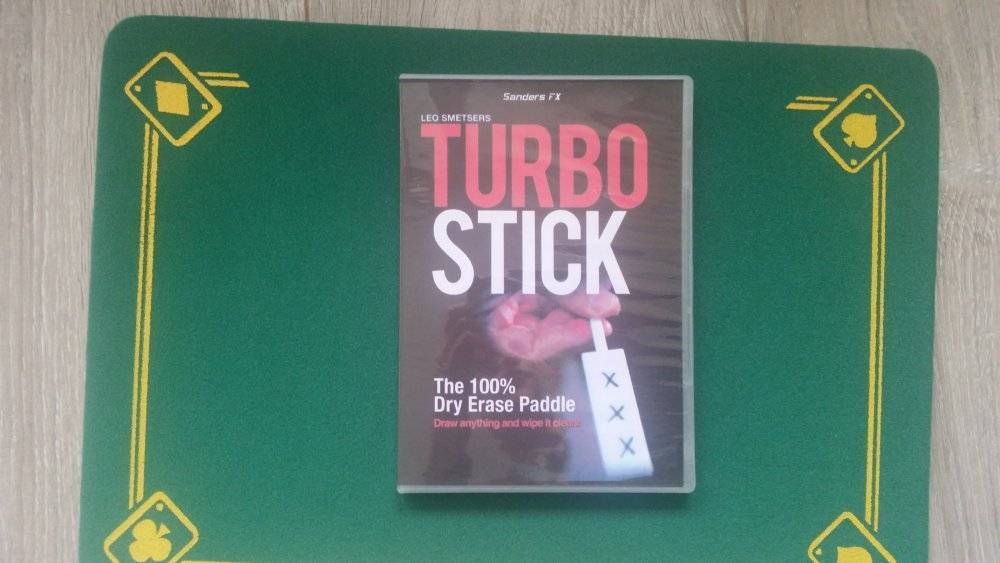 Sanders FX
LEO SMETSERS
TURBO
STICK
X
X
X
The 100%
Dry Erase Paddle
Draw anything and wipe it clean!